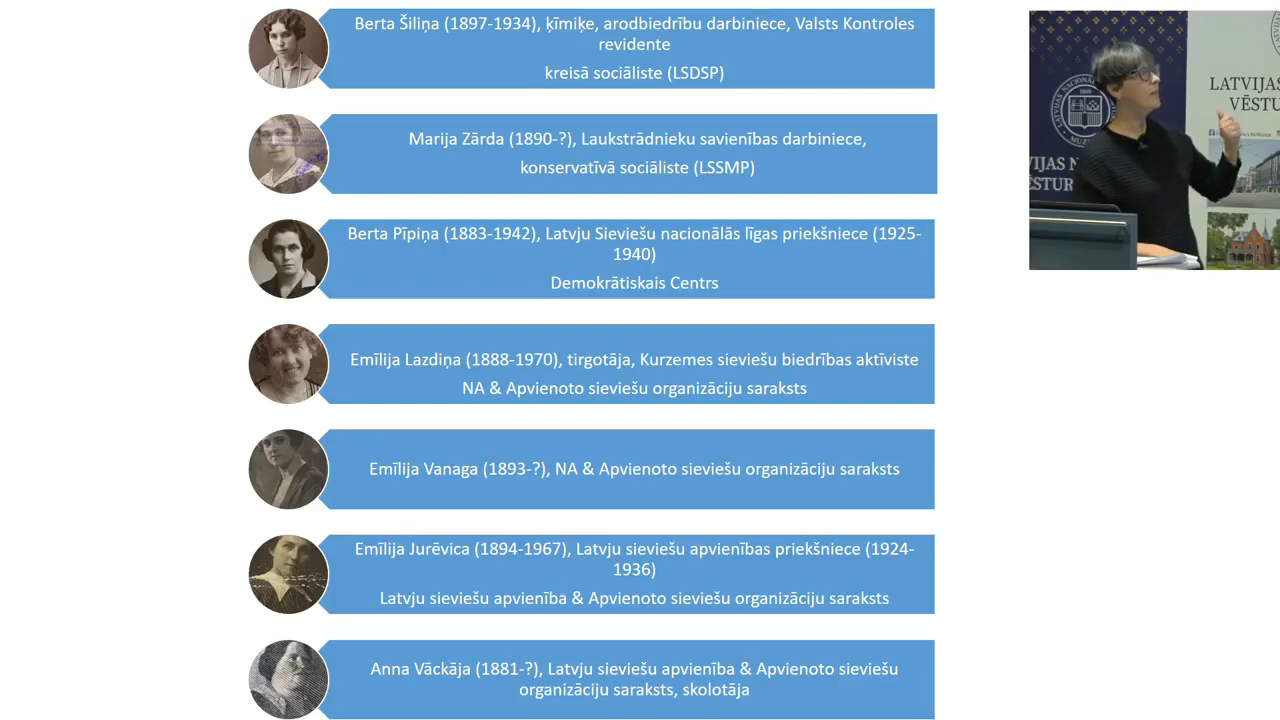 Berta Šiliņa (1897-1934), ķīmiķe, arodbiedrību darbiniece, Valsts Kontroles
revidente
kreisā sociāliste (LSDSP)
Marija Zārda (1890-?), Laukstrādnieku savienības darbiniece,
konservatīvā sociāliste (LSSMP)
Berta Pīpiņa (1883-1942), Latvju Sieviešu nacionālās līgas priekšniece (1925-
1940)
Demokrātiskais Centrs
Emīlija Lazdiņa (1888-1970), tirgotāja, Kurzemes sieviešu biedrības aktīviste
NA & Apvienoto sieviešu organizāciju saraksts
Emīlija Vanaga (1893-?), NA & Apvienoto sieviešu organizāciju saraksts
Emīlija Jurēvica (1894-1967), Latvju sieviešu apvienības priekšniece (1924-
1936)
Latvju sieviešu apvienība & Apvienoto sieviešu organizāciju saraksts
Anna Vāckāja (1881-?), Latvju sieviešu apvienība & Apvienoto sieviešu
organizāciju saraksts, skolotāja
LATVIJAS
VĒSTU
VIJAS N
ĒSTUR